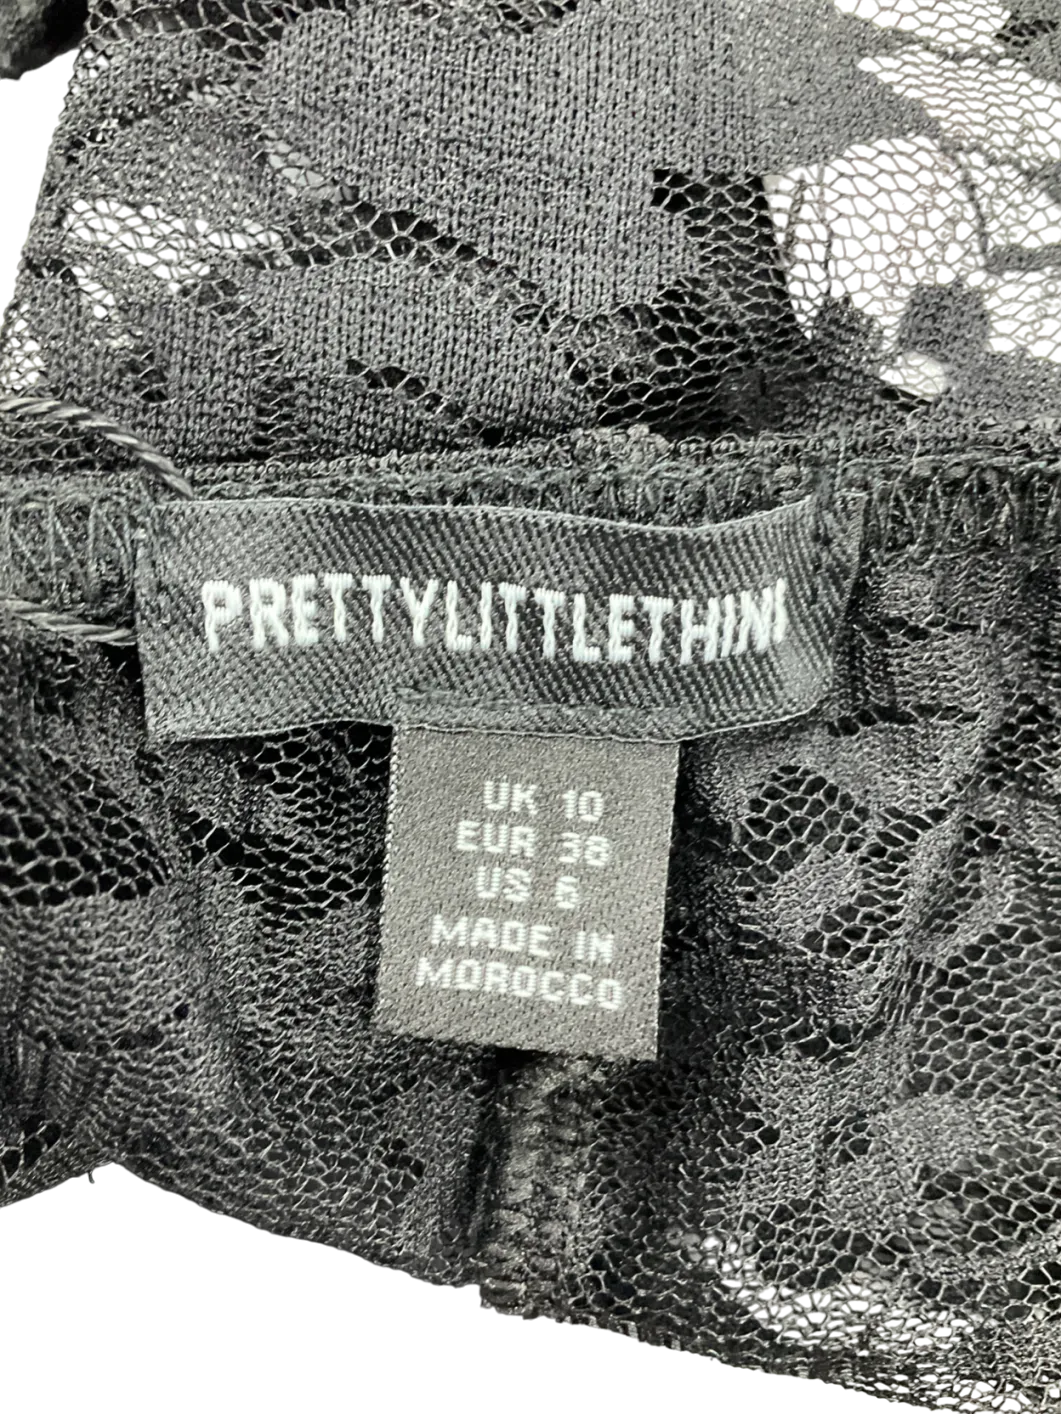 PRETTYLITTLETHIN
UK 10
EUR 38
US 6
MADE IN
MOROCCO